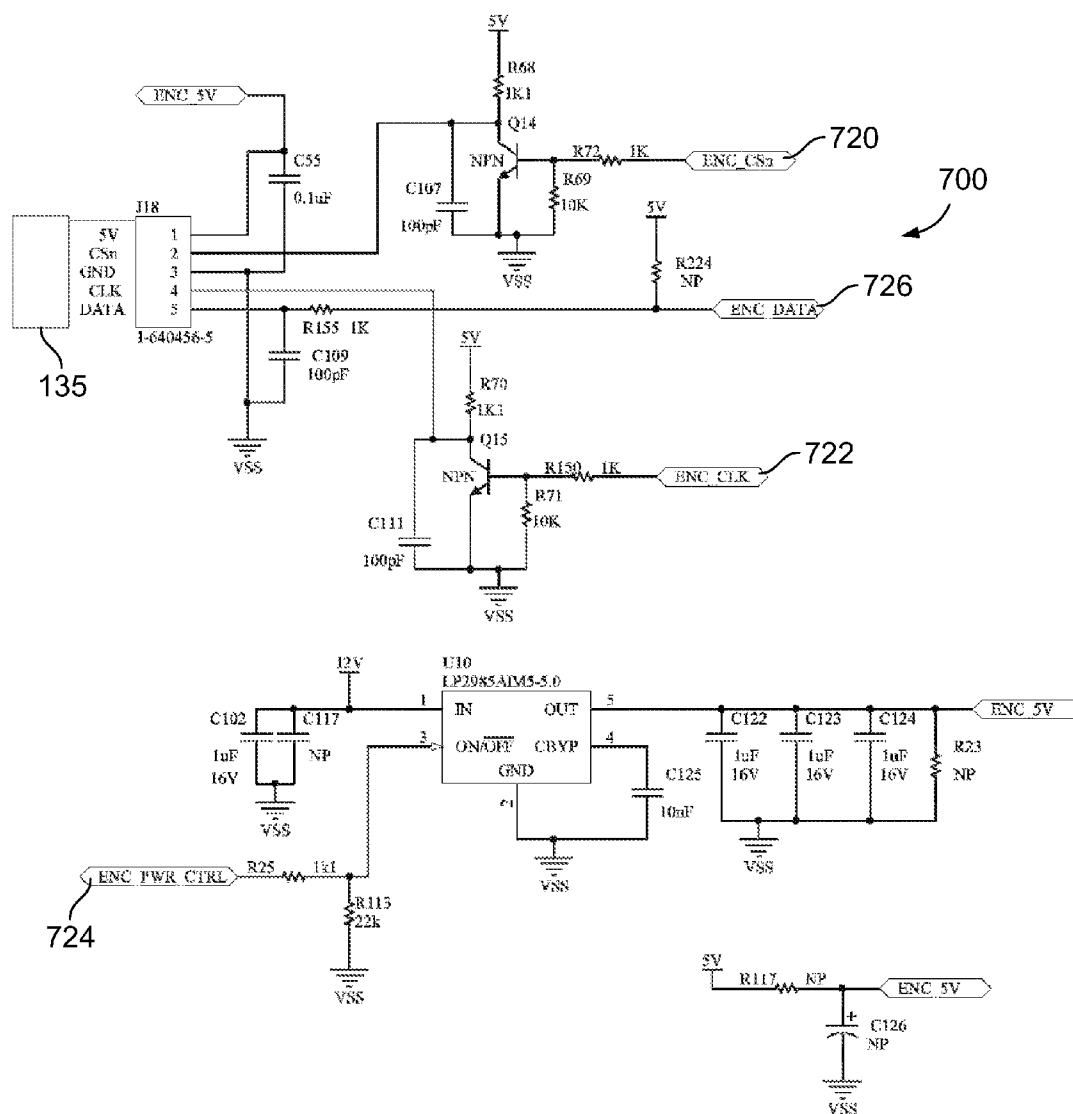 5V
R68
1K1
ENC_5V
Q14
720
C55
NPN
R72 1K
ENC_CSn
R69
10K
700
0.1uF
C107
100pF
J18
5V
5V 1
CSn 2
GND 3
CLK 4
DATA 5
VSS
R224
NP
726
ENC_DATA
R155 1K
1-640456-5
C109
100pF
135
5V
R70
1K1
VSS
Q15
722
NPN
R150 1K
ENC_CLK
R71
10K
C111
100pF
VSS
U10
12V
LP2985AIM5-5.0
1 IN OUT 5
C102 C117
1uF NP
16V
3 ON/OFF CBYP 4
GND
2
C122 C123 C124
1uF 1uF 1uF
16V 16V 16V
ENC_5V
R23
NP
C125
10nF
VSS
VSS
VSS
ENC_PWR_CTRL
R25 1k1
724
R113
22k
VSS
5V
R117 NP
ENC_5V
+
C126
NP
VSS